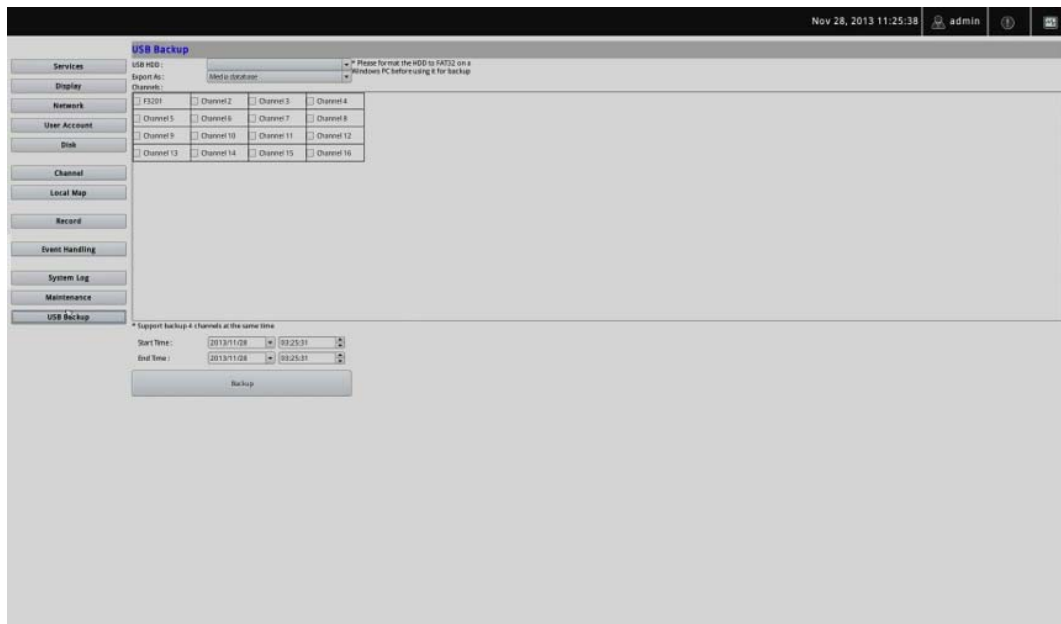 Nov 28, 2013 11:25:38 admin
USB Backup
Services
Display
Network
User Account
Disk
Channel
Local Map
Record
Event Handling
System Log
Maintenance
USB Backup
USB HDD :
* Please format the HDD to FAT32 on a
Windows PC before using it for backup
Export As : Media database
Channels :
F3201 Channel 2 Channel 3 Channel 4
Channel 5 Channel 6 Channel 7 Channel 8
Channel 9 Channel 10 Channel 11 Channel 12
Channel 13 Channel 14 Channel 15 Channel 16
* Support backup 4 channels at the same time
Start Time : 2013/11/28 03:25:31
End Time : 2013/11/28 03:25:31
Backup